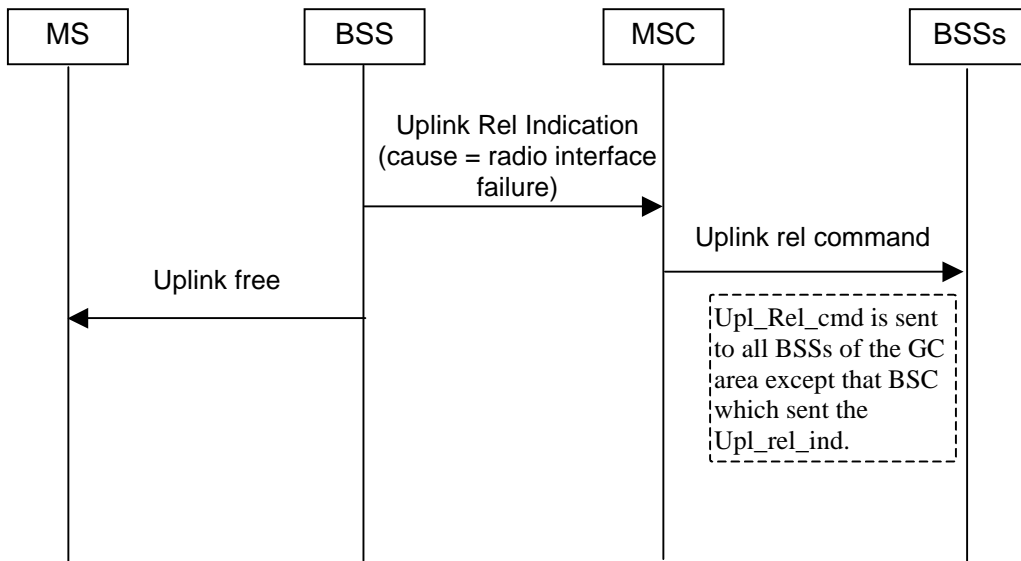 MS
BSS
MSC
BSSs
Uplink Rel Indication
(cause = radio interface
failure)
Uplink rel command
Uplink free
Upl_Rel_cmd is sent
to all BSSs of the GC
area except that BSC
which sent the
Upl_rel_ind.